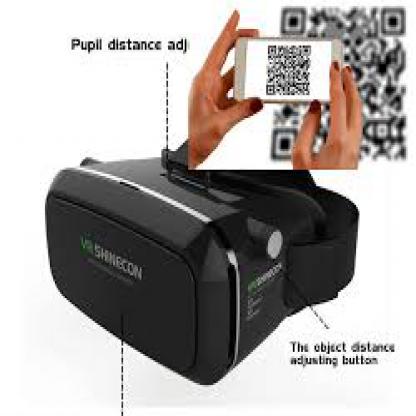 Pupil distance adj
VR SHINECON
VR SHINECON
The object distance
adjusting button